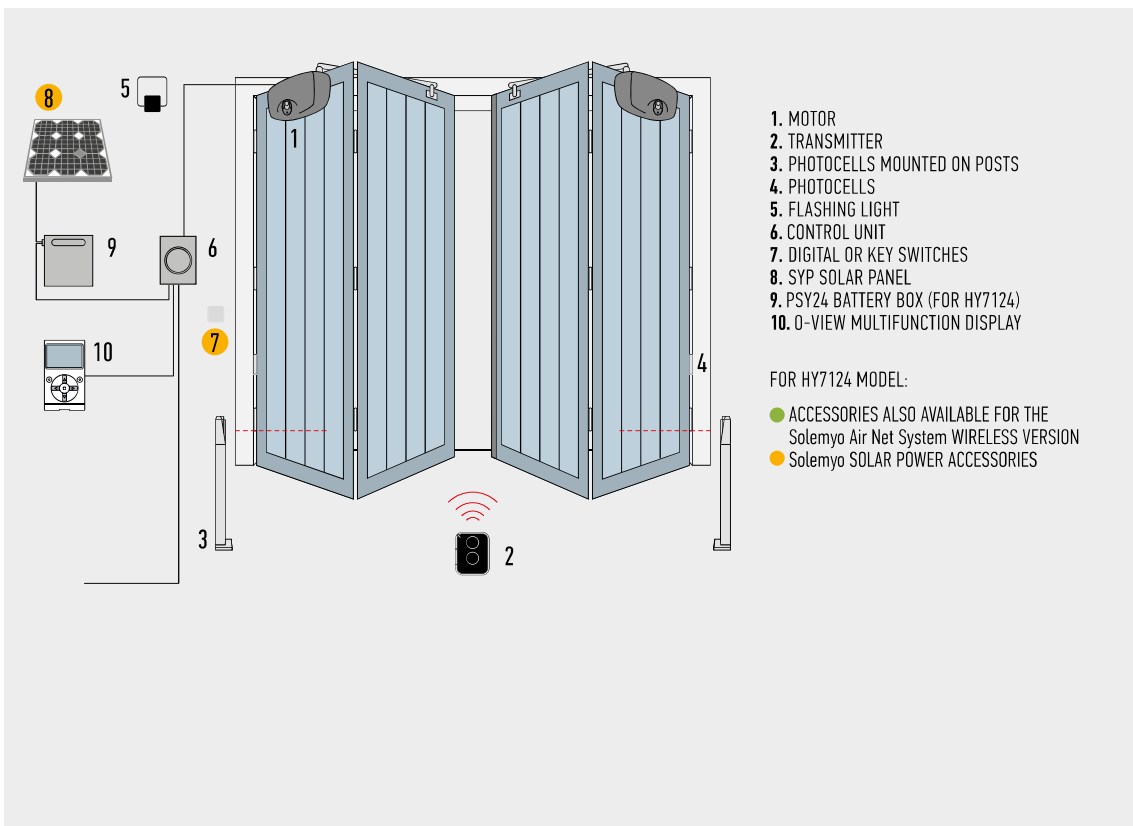 8
5
1
9
6
7
10
4
3
2
1. MOTOR
2. TRANSMITTER
3. PHOTOCELLS MOUNTED ON POSTS
4. PHOTOCELLS
5. FLASHING LIGHT
6. CONTROL UNIT
7. DIGITAL OR KEY SWITCHES
8. SYP SOLAR PANEL
9. PSY24 BATTERY BOX (FOR HY7124)
10. O-VIEW MULTIFUNCTION DISPLAY
FOR HY7124 MODEL:
ACCESSORIES ALSO AVAILABLE FOR THE
Solemyo Air Net System WIRELESS VERSION
Solemyo SOLAR POWER ACCESSORIES